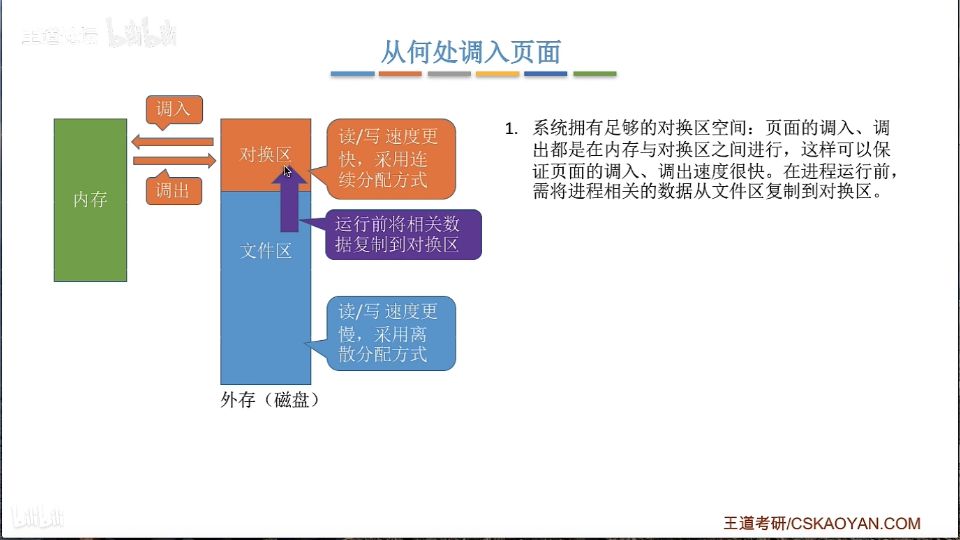 王道考研 bilibili
从何处调入页面
调入
调出
内存
对换区
文件区
外存（磁盘）
读/写 速度更
快，采用连
续分配方式
运行前将相关数
据复制到对换区
读/写 速度更
慢，采用离
散分配方式
1. 系统拥有足够的对换区空间：页面的调入、调
出都是在内存与对换区之间进行，这样可以保
证页面的调入、调出速度很快。在进程运行前，
需将进程相关的数据从文件区复制到对换区。
bilibili
王道考研/CSKAOYAN.COM